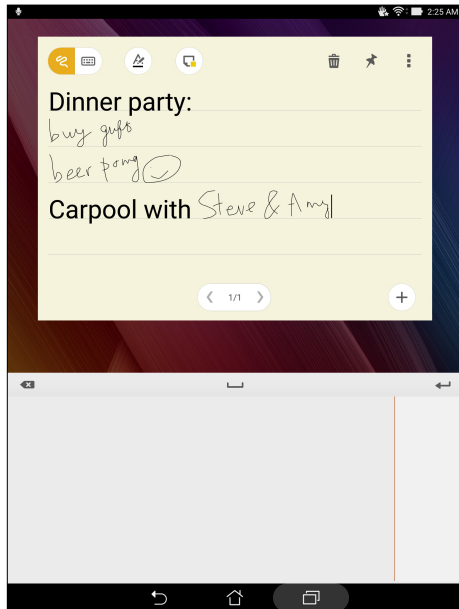 2:25 AM
Dinner party:
buy gifts
beer pong
Carpool with Steve & Amy
1/1